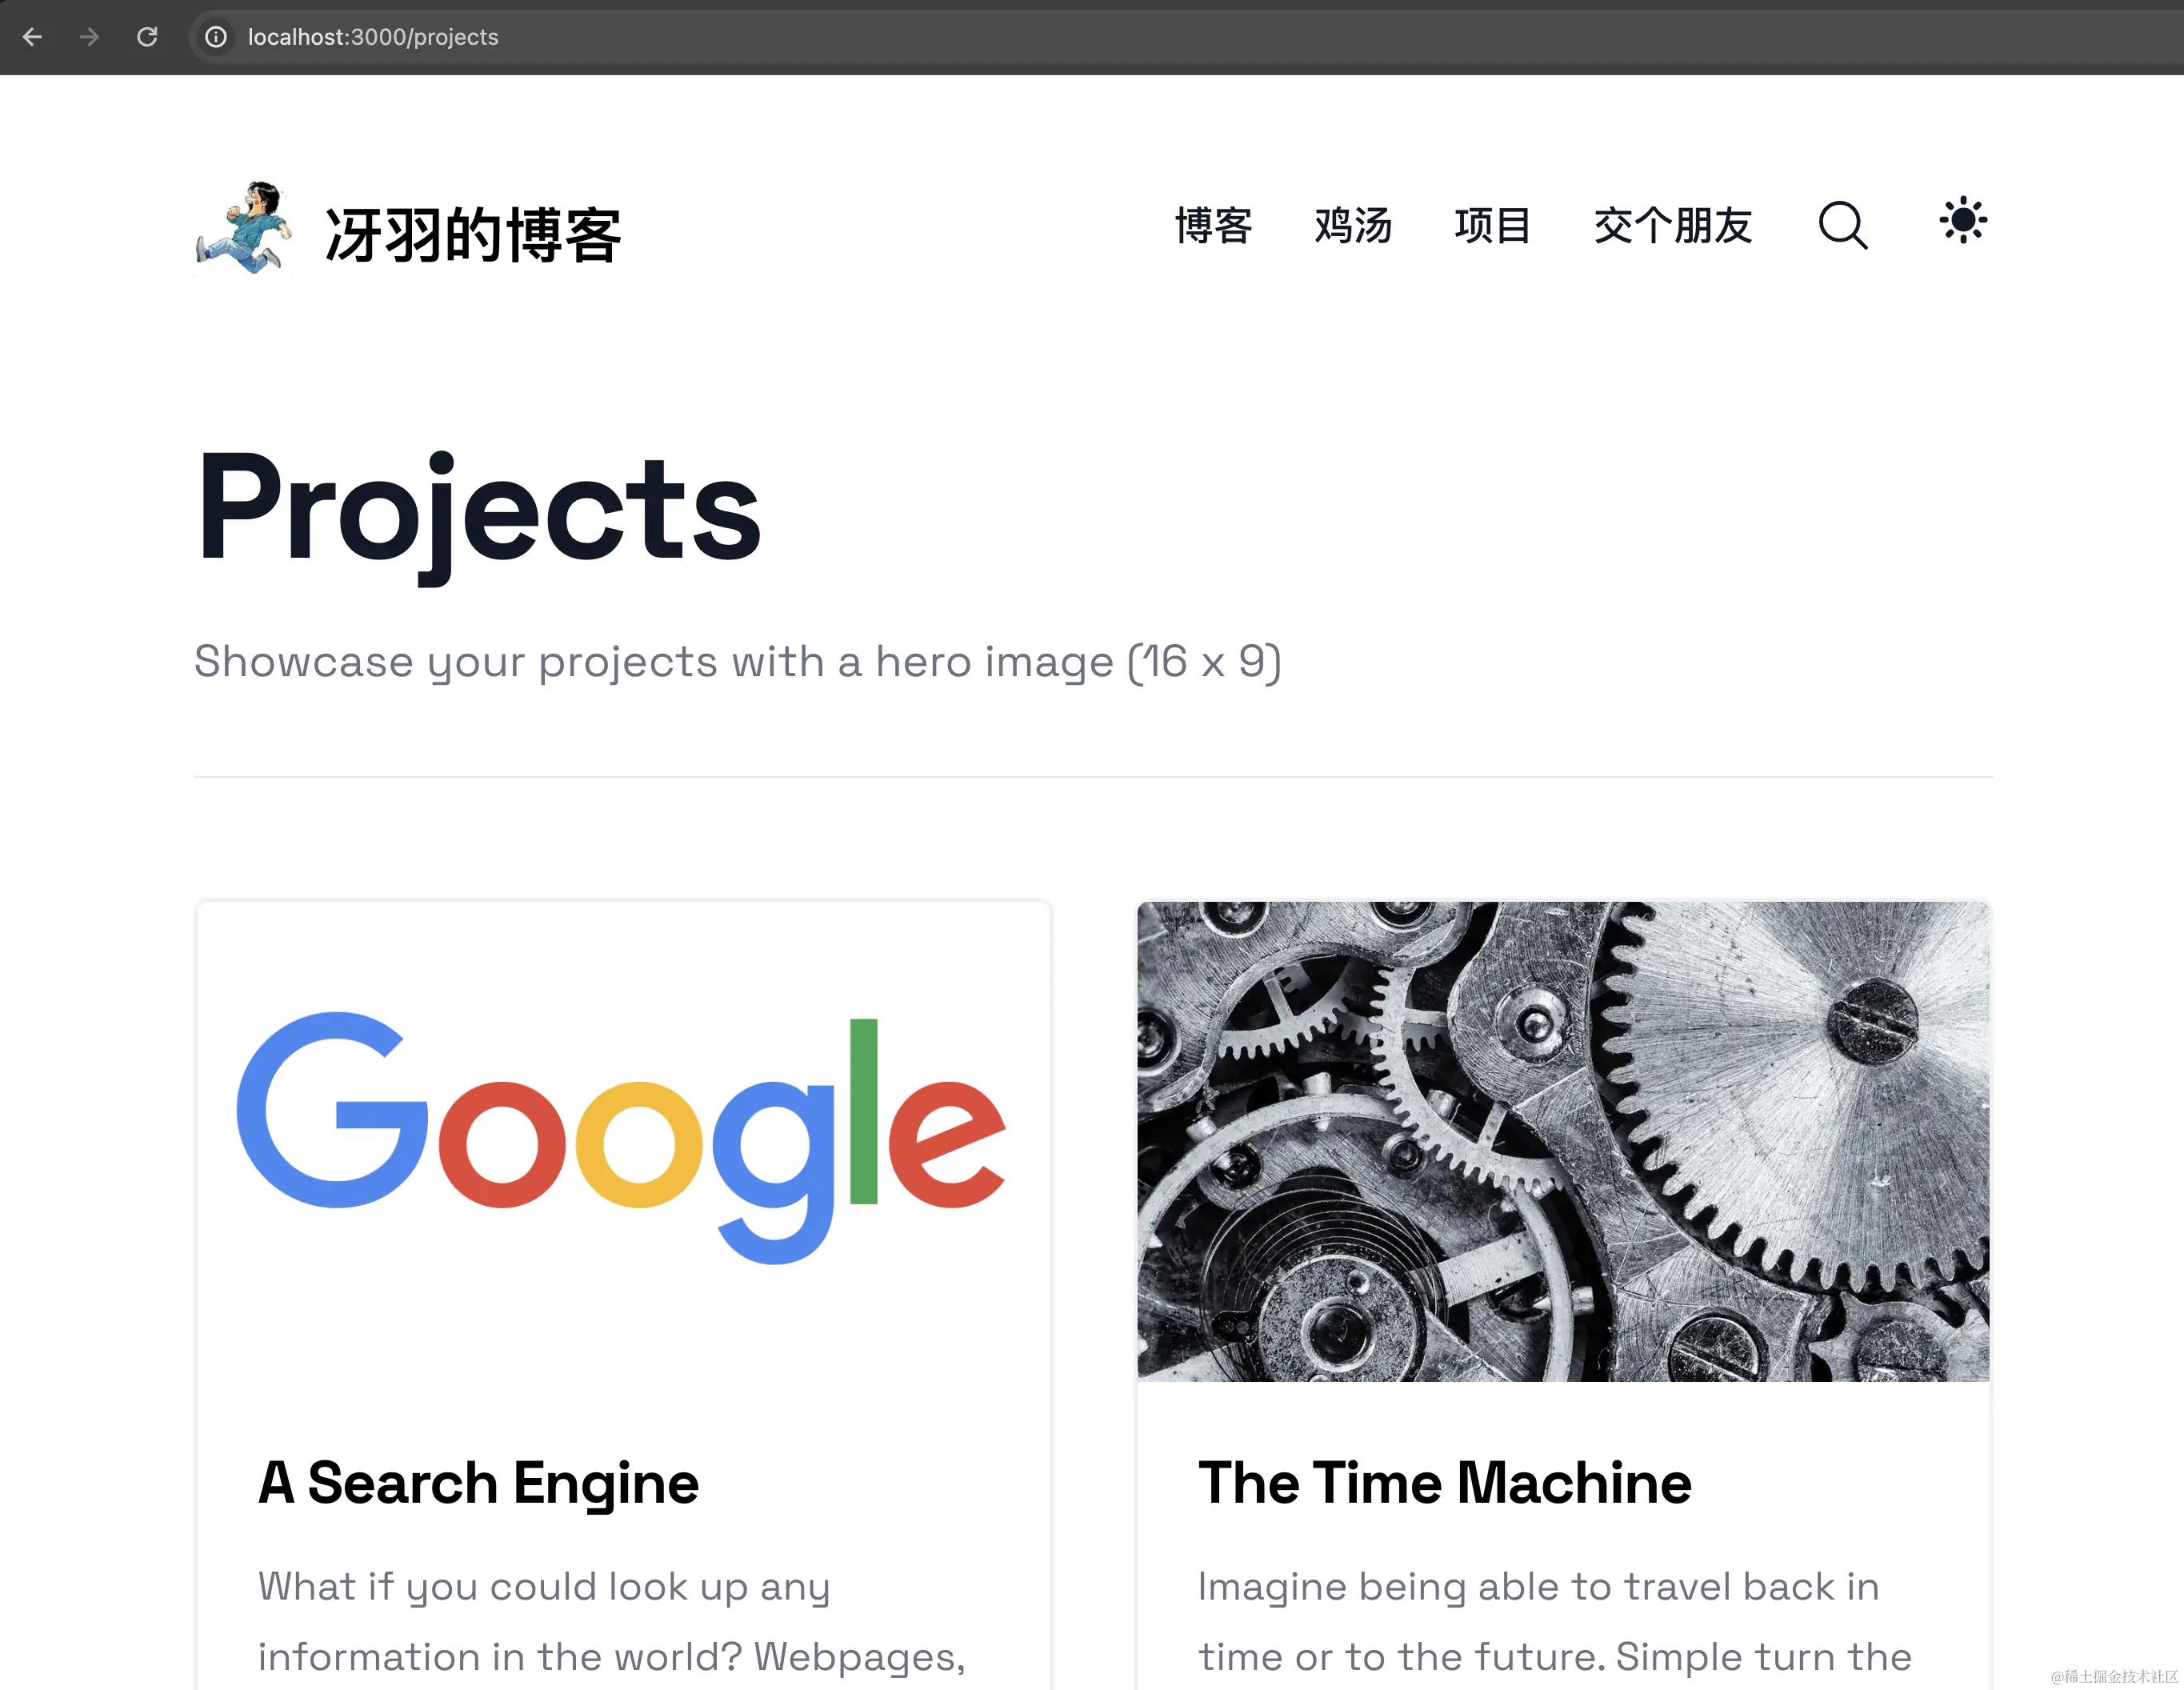 localhost:3000/projects
冴羽的博客
博客 鸡汤 项目 交个朋友
Projects
Showcase your projects with a hero image (16 x 9)
Google
A Search Engine
What if you could look up any
information in the world? Webpages,
The Time Machine
Imagine being able to travel back in
time or to the future. Simple turn the
@稀土掘金技术社区